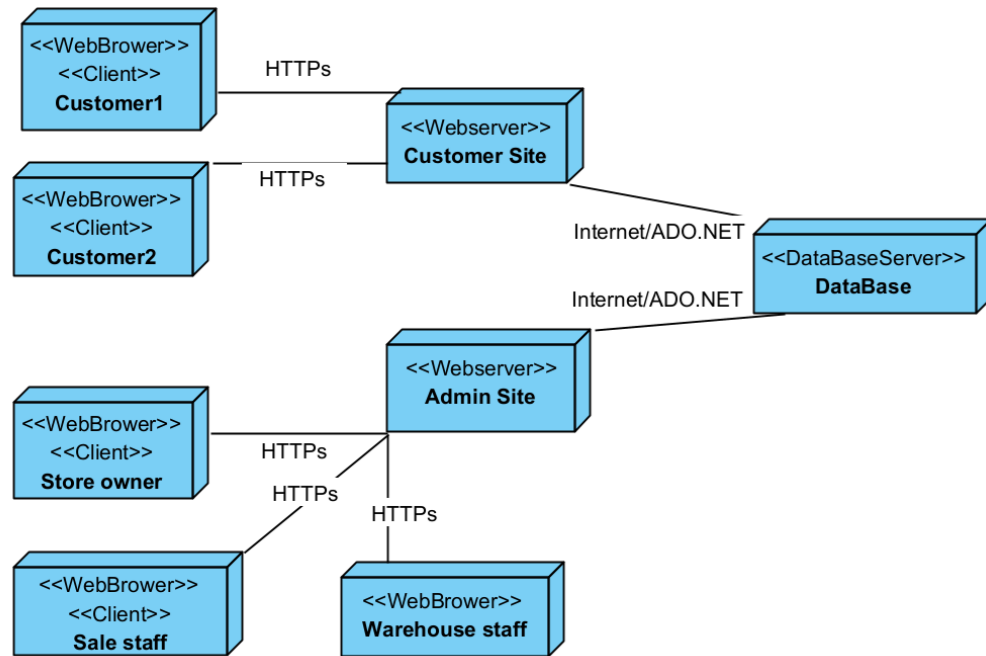 <<WebBrower>>
<<Client>>
Customer1
HTTPs
<<Webserver>>
Customer Site
<<WebBrower>>
<<Client>>
Customer2
HTTPs
Internet/ADO.NET
<<DataBaseServer>>
DataBase
Internet/ADO.NET
<<Webserver>>
Admin Site
<<WebBrower>>
<<Client>>
Store owner
HTTPs
HTTPs
HTTPs
<<WebBrower>>
<<Client>>
Sale staff
<<WebBrower>>
Warehouse staff